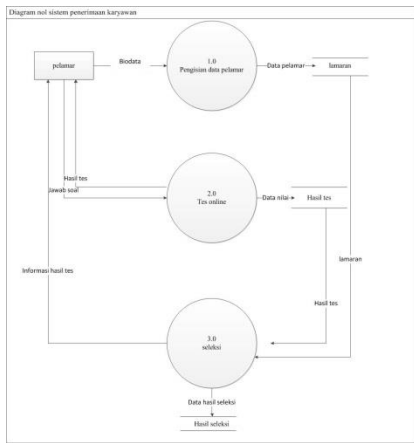 Diagram nol sistem penerimaan karyawan
pelamar
Biodata
1.0
Pengisian data pelamar
Data pelamar
lamaran
Hasil tes
Jawab soal
2.0
Tes online
Data nilai
Hasil tes
lamaran
Informasi hasil tes
Hasil tes
3.0
seleksi
Data hasil seleksi
Hasil seleksi